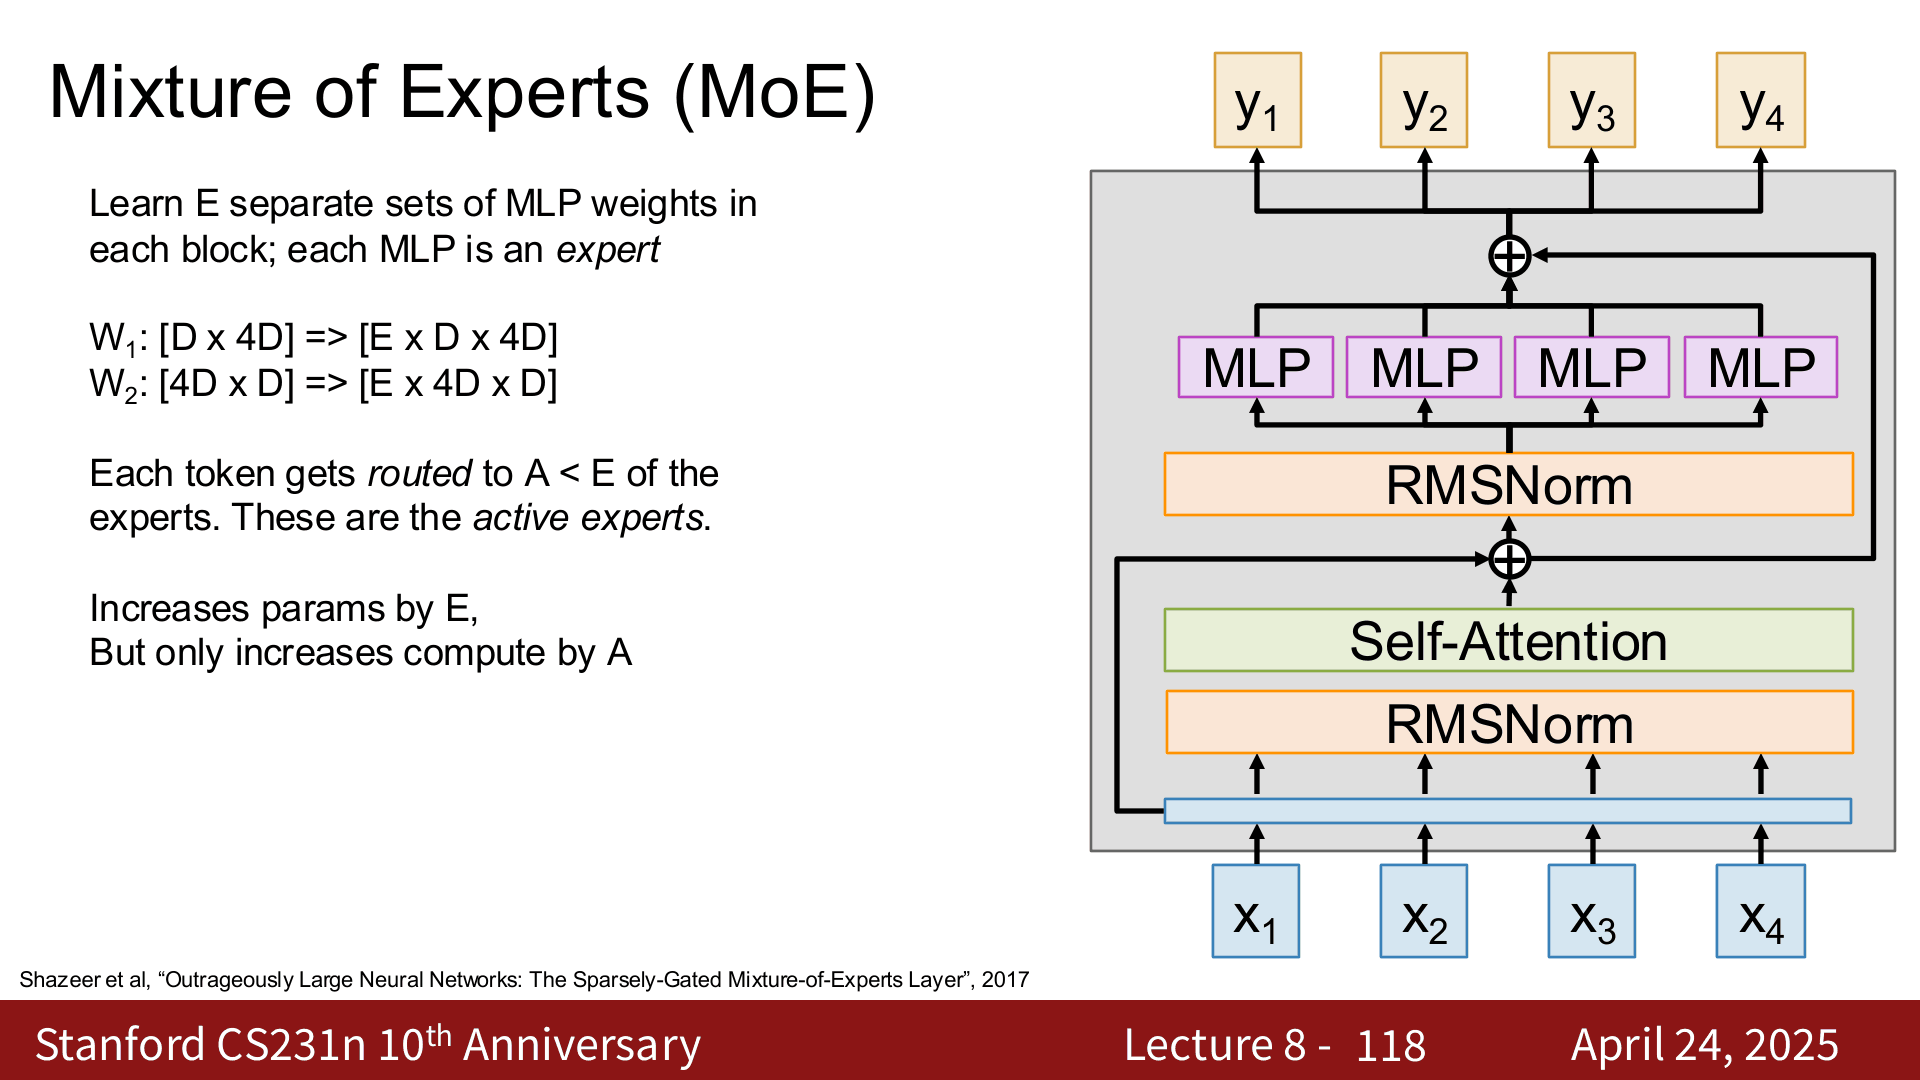 Mixture of Experts (MoE)
Learn E separate sets of MLP weights in
each block; each MLP is an expert
W₁: [D x 4D] => [E x D x 4D]
W₂: [4D x D] => [E x 4D x D]
Each token gets routed to A < E of the
experts. These are the active experts.
Increases params by E,
But only increases compute by A
y₁ y₂ y₃ y₄
MLP MLP MLP MLP
RMSNorm
Self-Attention
RMSNorm
x₁ x₂ x₃ x₄
Shazeer et al, “Outrageously Large Neural Networks: The Sparsely-Gated Mixture-of-Experts Layer”, 2017
Stanford CS231n 10th Anniversary Lecture 8 - 118 April 24, 2025